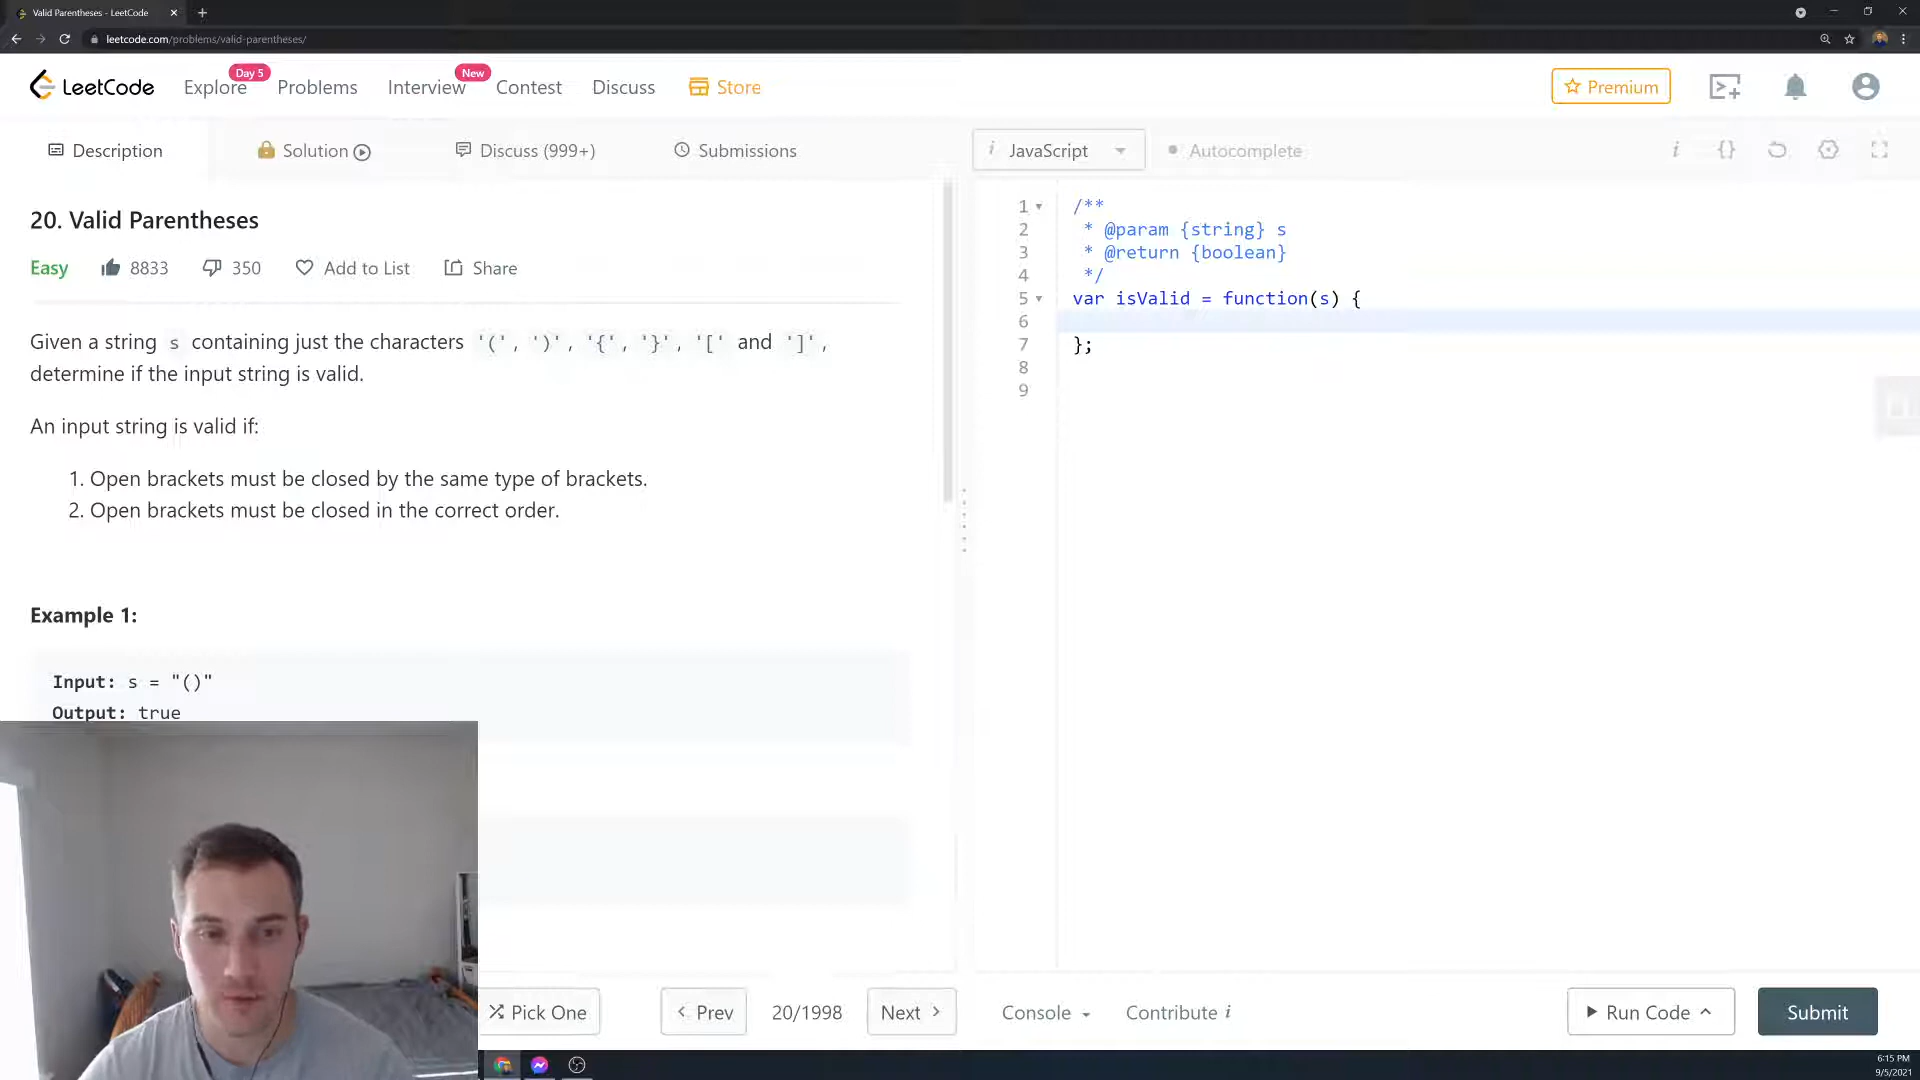 Valid Parentheses - LeetCode
leetcode.com/problems/valid-parentheses/
LeetCode
Explore
Day 5
Problems
Interview
New
Contest
Discuss
Store
Premium
Description
Solution
Discuss (999+)
Submissions
20. Valid Parentheses
Easy
8833
350
Add to List
Share
Given a string s containing just the characters '(', ')', '{', '}', '[' and ']',
determine if the input string is valid.
An input string is valid if:
1. Open brackets must be closed by the same type of brackets.
2. Open brackets must be closed in the correct order.
Example 1:
Input: s = "()"
Output: true
Pick One
Prev
20/1998
Next
i JavaScript
Autocomplete
i {}
1 /**
2  * @param {string} s
3  * @return {boolean}
4  */
5 var isValid = function(s) {
6
7 };
8
9
Console
Contribute i
Run Code
Submit
6:15 PM
9/5/2021